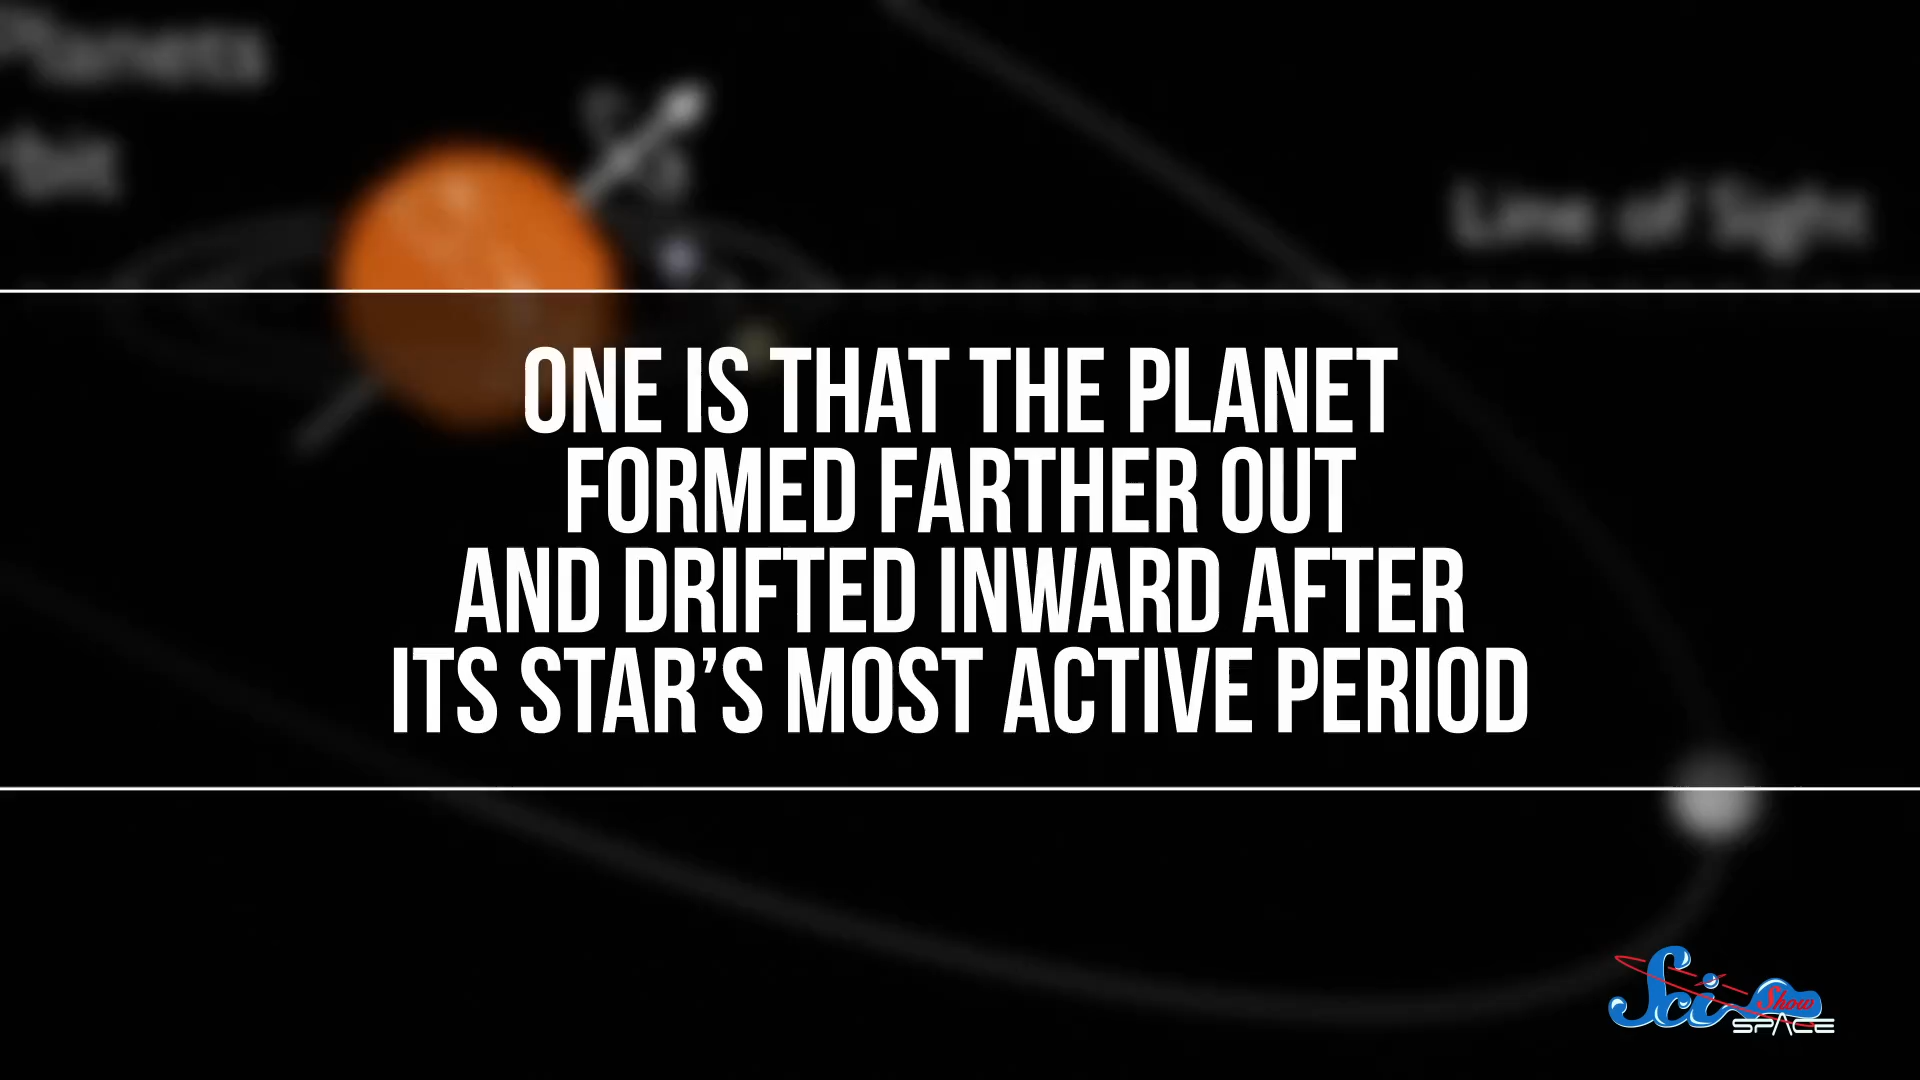 Planets
Line of Sight
ONE IS THAT THE PLANET
FORMED FARTHER OUT
AND DRIFTED INWARD AFTER
ITS STAR’S MOST ACTIVE PERIOD
Sci Show
SPACE